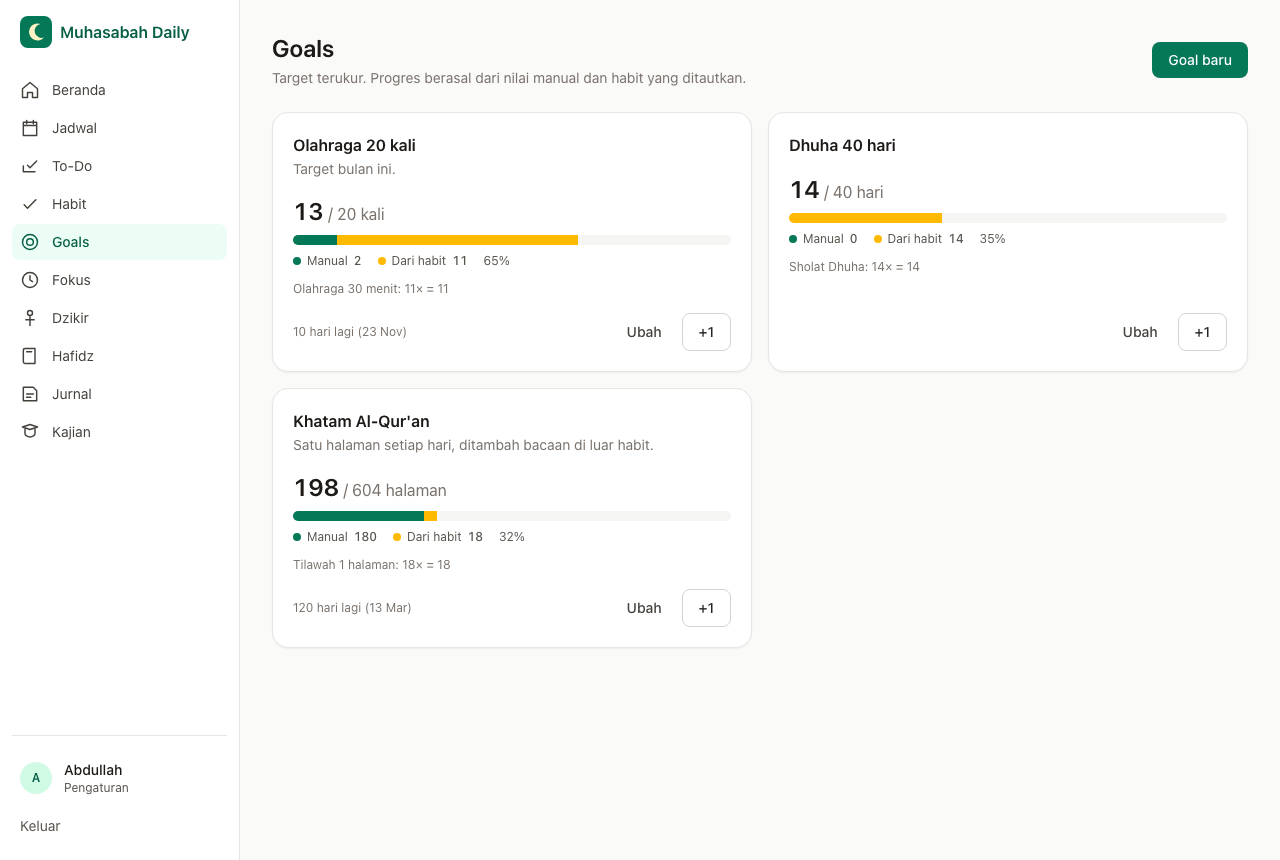 Muhasabah Daily
Beranda
Jadwal
To-Do
Habit
Goals
Fokus
Dzikir
Hafidz
Jurnal
Kajian
A
Abdullah
Pengaturan
Keluar
Goals
Target terukur. Progres berasal dari nilai manual dan habit yang ditautkan.
Goal baru
Olahraga 20 kali
Target bulan ini.
13 / 20 kali
Manual 2 Dari habit 11 65%
Olahraga 30 menit: 11× = 11
10 hari lagi (23 Nov) Ubah +1
Dhuha 40 hari
14 / 40 hari
Manual 0 Dari habit 14 35%
Sholat Dhuha: 14× = 14
Ubah +1
Khatam Al-Qur'an
Satu halaman setiap hari, ditambah bacaan di luar habit.
198 / 604 halaman
Manual 180 Dari habit 18 32%
Tilawah 1 halaman: 18× = 18
120 hari lagi (13 Mar) Ubah +1